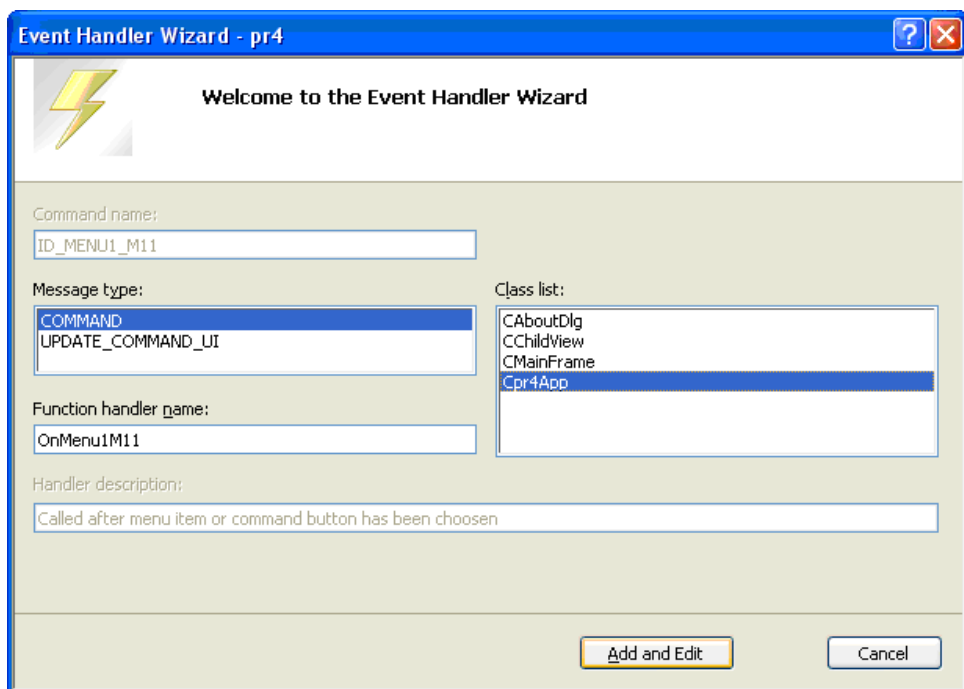 Event Handler Wizard - pr4
Welcome to the Event Handler Wizard
Command name:
ID_MENU1_M11
Message type:
COMMAND
UPDATE_COMMAND_UI
Class list:
CAboutDlg
CChildView
CMainFrame
Cpr4App
Function handler name:
OnMenu1M11
Handler description:
Called after menu item or command button has been choosen
Add and Edit
Cancel